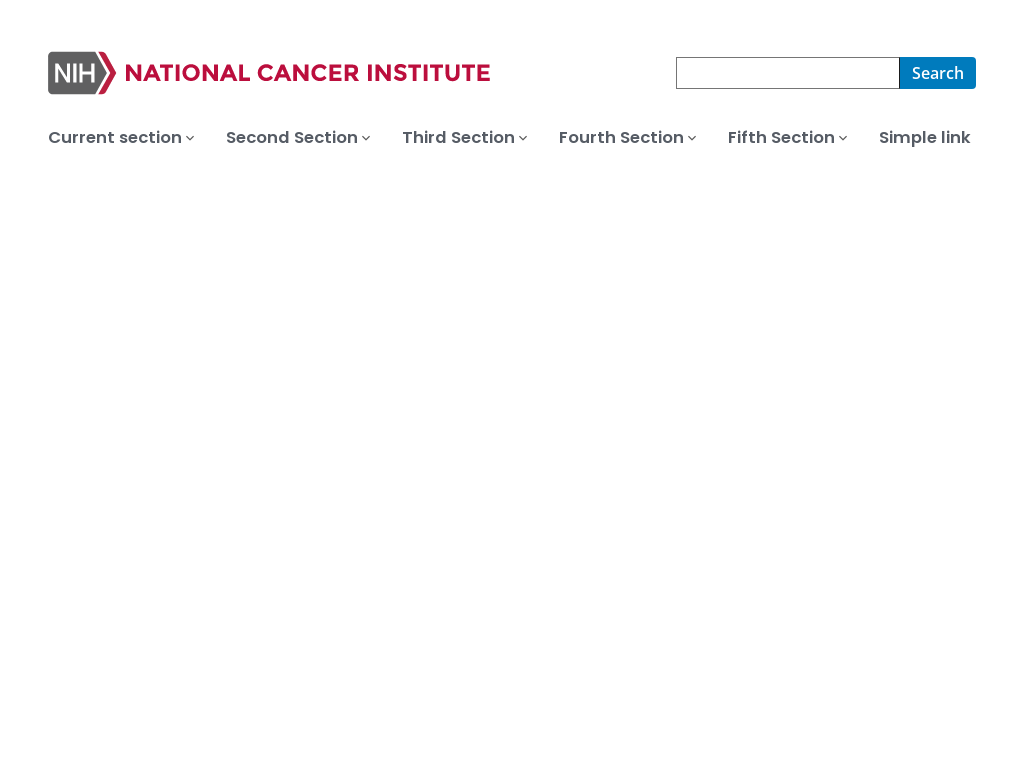 NIH NATIONAL CANCER INSTITUTE
Search
Current section Second Section Third Section Fourth Section Fifth Section Simple link